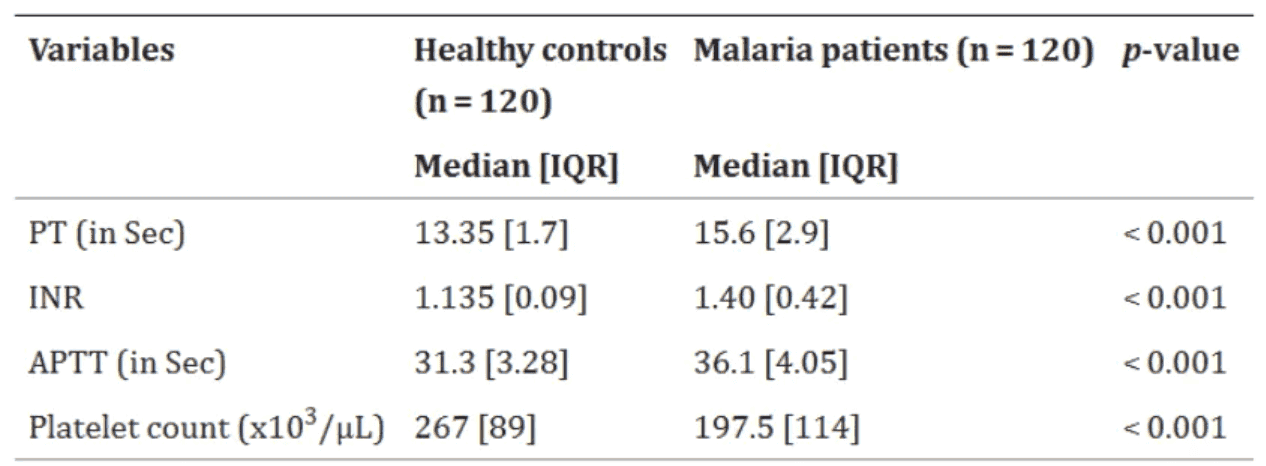 Variables Healthy controls Malaria patients (n = 120) p-value
(n = 120)
Median [IQR] Median [IQR]
PT (in Sec) 13.35 [1.7] 15.6 [2.9] < 0.001
INR 1.135 [0.09] 1.40 [0.42] < 0.001
APTT (in Sec) 31.3 [3.28] 36.1 [4.05] < 0.001
Platelet count (x10³/µL) 267 [89] 197.5 [114] < 0.001